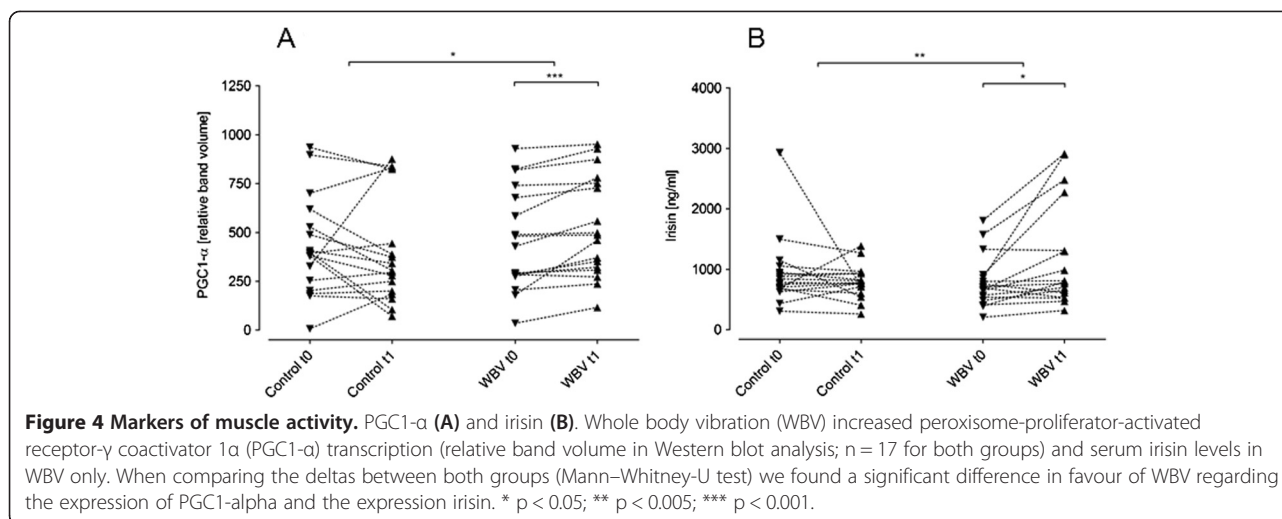 A
B
*
***
**
*
PGC1-α [relative band volume]
1250
1000
750
500
250
0
Control t0
Control t1
WBV t0
WBV t1
Irisin [ng/ml]
4000
3000
2000
1000
0
Control t0
Control t1
WBV t0
WBV t1
Figure 4 Markers of muscle activity. PGC1-α (A) and irisin (B). Whole body vibration (WBV) increased peroxisome-proliferator-activated
receptor-γ coactivator 1α (PGC1-α) transcription (relative band volume in Western blot analysis; n = 17 for both groups) and serum irisin levels in
WBV only. When comparing the deltas between both groups (Mann–Whitney-U test) we found a significant difference in favour of WBV regarding
the expression of PGC1-alpha and the expression irisin. * p < 0.05; ** p < 0.005; *** p < 0.001.